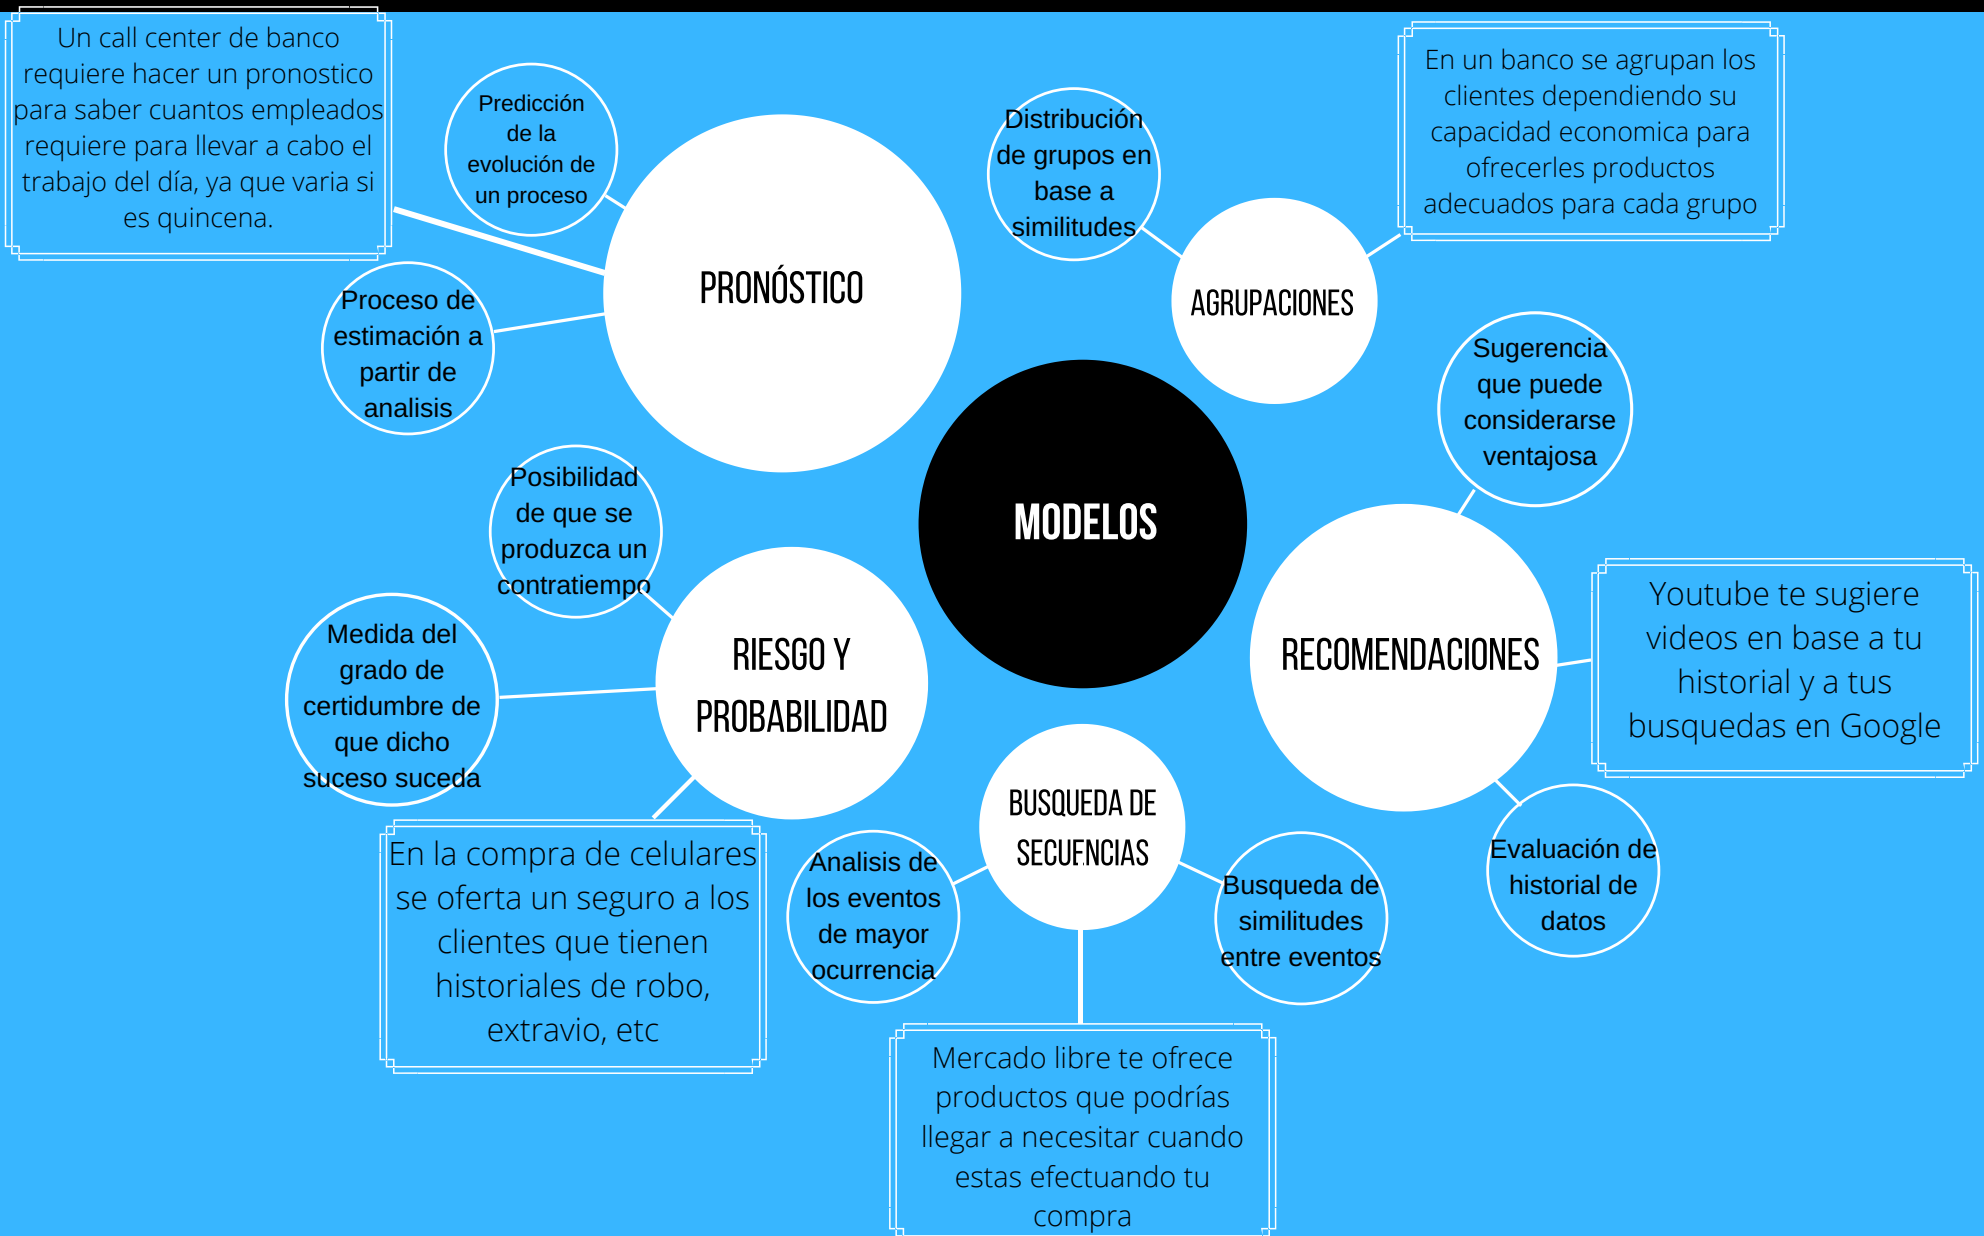 Un call center de banco
requiere hacer un pronostico
para saber cuantos empleados
requiere para llevar a cabo el
trabajo del día, ya que varia si
es quincena.
Predicción
de la
evolución de
un proceso
Proceso de
estimación a
partir de
analisis
PRONÓSTICO
Distribución
de grupos en
base a
similitudes
En un banco se agrupan los
clientes dependiendo su
capacidad economica para
ofrecerles productos
adecuados para cada grupo
AGRUPACIONES
MODELOS
Sugerencia
que puede
considerarse
ventajosa
RECOMENDACIONES
Youtube te sugiere
videos en base a tu
historial y a tus
busquedas en Google
Evaluación de
historial de
datos
Posibilidad
de que se
produzca un
contratiempo
Medida del
grado de
certidumbre de
que dicho
suceso suceda
RIESGO Y
PROBABILIDAD
En la compra de celulares
se oferta un seguro a los
clientes que tienen
historiales de robo,
extravio, etc
BUSQUEDA DE
SECUENCIAS
Analisis de
los eventos
de mayor
ocurrencia
Busqueda de
similitudes
entre eventos
Mercado libre te ofrece
productos que podrías
llegar a necesitar cuando
estas efectuando tu
compra